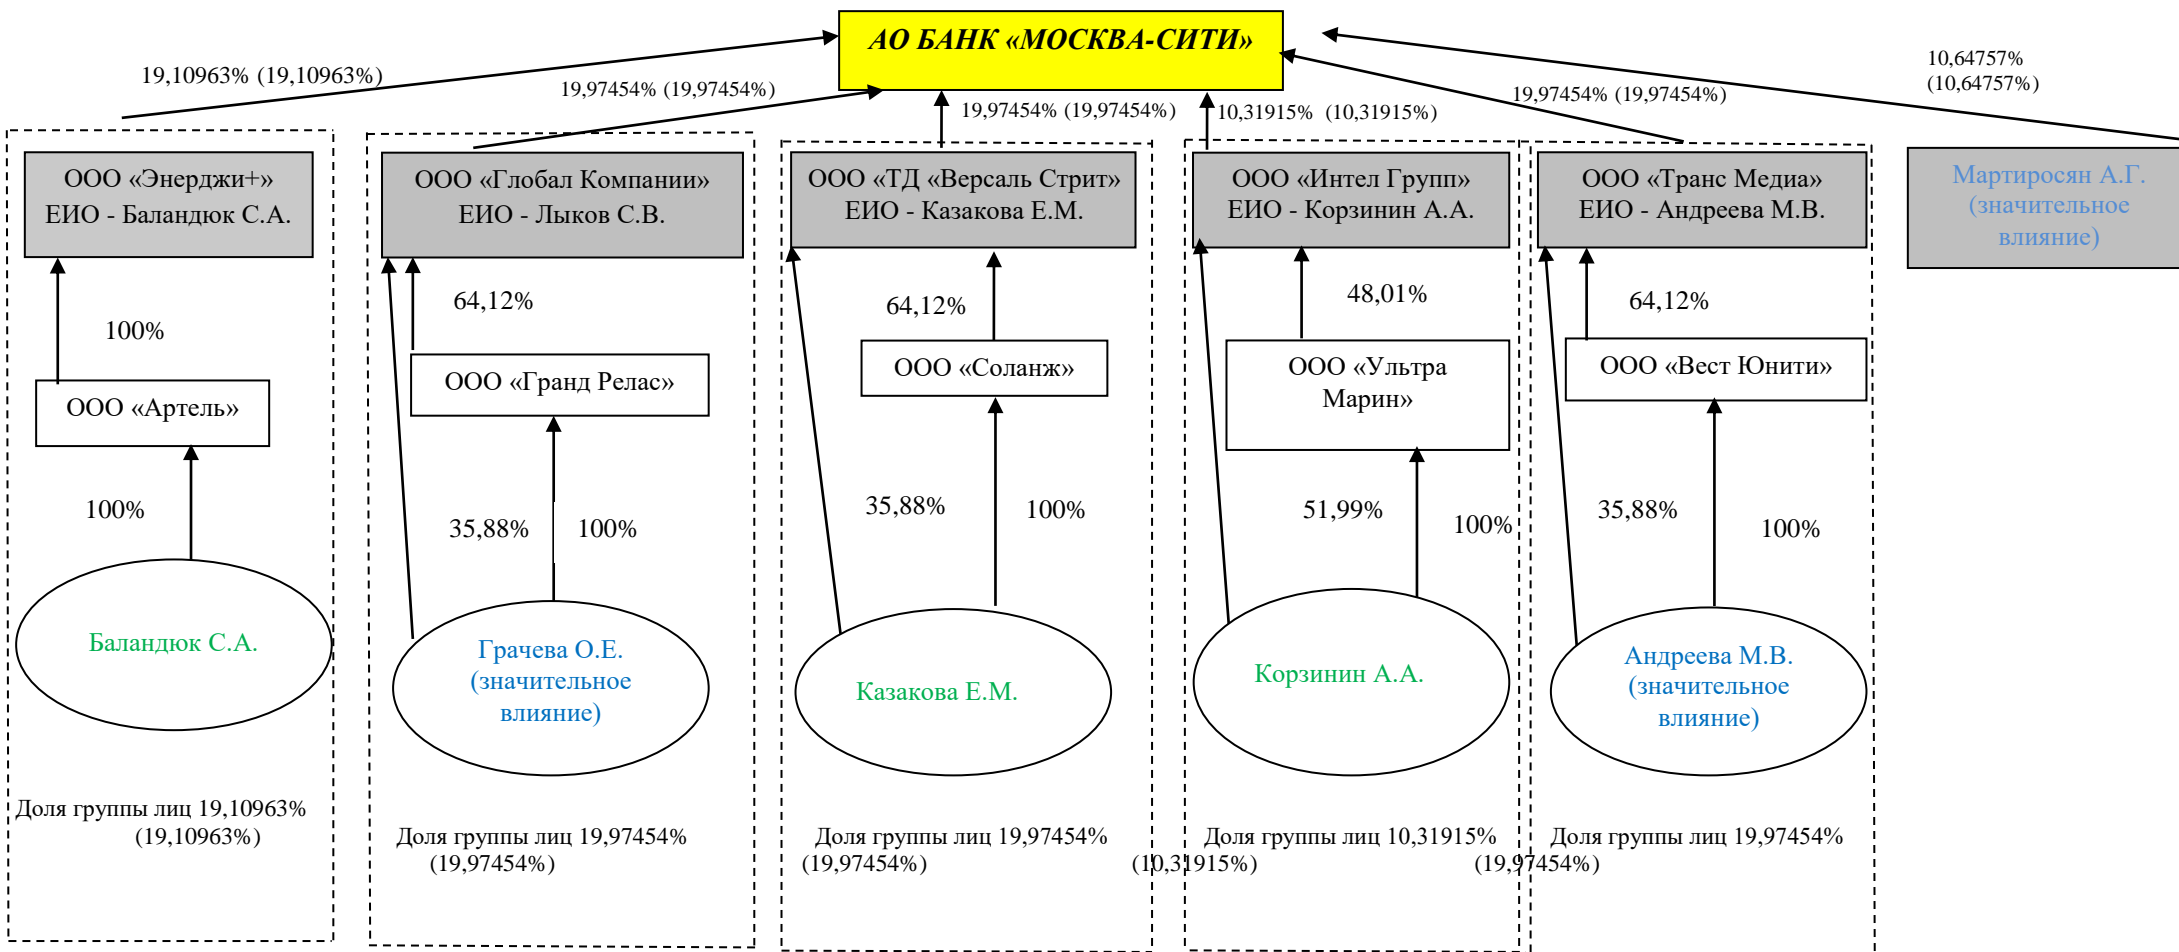 АО БАНК «МОСКВА-СИТИ»
19,10963% (19,10963%)
19,97454% (19,97454%)
19,97454% (19,97454%)
10,31915%  (10,31915%)
19,97454% (19,97454%)
10,64757%
(10,64757%)
ООО «Энерджи+»
ЕИО - Баландюк С.А.
ООО «Глобал Компании»
ЕИО - Лыков С.В.
ООО «ТД «Версаль Стрит»
ЕИО - Казакова Е.М.
ООО «Интел Групп»
ЕИО - Корзинин А.А.
ООО «Транс Медиа»
ЕИО - Андреева М.В.
Мартиросян А.Г.
(значительное
влияние)
100%
64,12%
64,12%
48,01%
64,12%
ООО «Артель»
ООО «Гранд Релас»
ООО «Соланж»
ООО «Ультра
Марин»
ООО «Вест Юнити»
100%
35,88%
100%
35,88%
100%
51,99%
100%
35,88%
100%
Баландюк С.А.
Грачева О.Е.
(значительное
влияние)
Казакова Е.М.
Корзинин А.А.
Андреева М.В.
(значительное
влияние)
Доля группы лиц 19,10963%
(19,10963%)
Доля группы лиц 19,97454%
(19,97454%)
Доля группы лиц 19,97454%
(19,97454%)
Доля группы лиц 10,31915%
(10,31915%)
Доля группы лиц 19,97454%
(19,97454%)